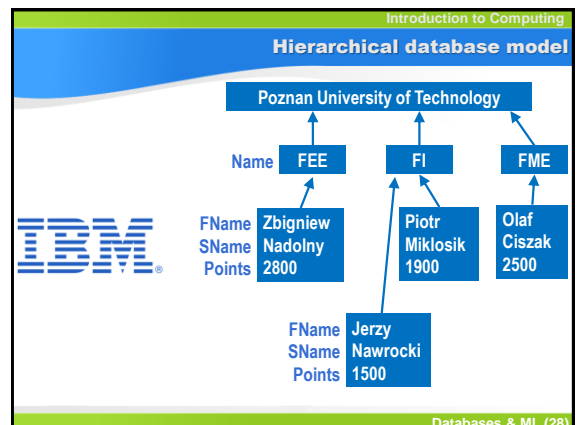 Introduction to Computing
Hierarchical database model
Poznan University of Technology
Name FEE FI FME
FName Zbigniew
SName Nadolny
Points 2800
Piotr
Miklosik
1900
Olaf
Ciszak
2500
IBM®
FName Jerzy
SName Nawrocki
Points 1500
Databases & ML (28)